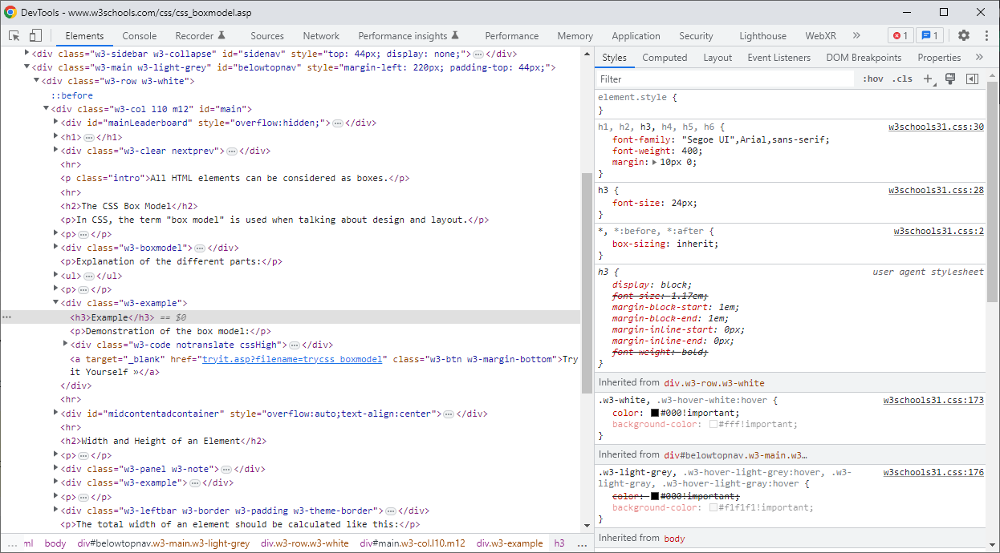 DevTools - www.w3schools.com/css/css_boxmodel.asp
Elements Console Recorder Sources Network Performance insights Performance Memory Application Security Lighthouse WebXR » 1 1
<div class="w3-sidebar w3-collapse" id="sidenav" style="top: 44px; display: none;">…</div>
<div class="w3-main w3-light-grey" id="belowtopnav" style="margin-left: 220px; padding-top: 44px;">
<div class="w3-row w3-white">
::before
<div class="w3-col l10 m12" id="main">
<div id="mainLeaderboard" style="overflow:hidden;">…</div>
<h1>…</h1>
<div class="w3-clear nextprev">…</div>
<hr>
<p class="intro">All HTML elements can be considered as boxes.</p>
<hr>
<h2>The CSS Box Model</h2>
<p>In CSS, the term "box model" is used when talking about design and layout.</p>
<p>…</p>
<div class="w3-boxmodel">…</div>
<p>Explanation of the different parts:</p>
<ul>…</ul>
<p>…</p>
<div class="w3-example">
… <h3>Example</h3> == $0
<p>Demonstration of the box model:</p>
<div class="w3-code notranslate cssHigh">…</div>
<a target="_blank" href="tryit.asp?filename=trycss_boxmodel" class="w3-btn w3-margin-bottom">Try
it Yourself »</a>
</div>
<hr>
<div id="midcontentadcontainer" style="overflow:auto;text-align:center">…</div>
<hr>
<h2>Width and Height of an Element</h2>
<p>…</p>
<div class="w3-panel w3-note">…</div>
<div class="w3-example">…</div>
<p>…</p>
<div class="w3-leftbar w3-border w3-padding w3-theme-border">…</div>
<p>The total width of an element should be calculated like this:</p>
… ml body div#belowtopnav.w3-main.w3-light-grey div.w3-row.w3-white div#main.w3-col.l10.m12 div.w3-example h3 …
Styles Computed Layout Event Listeners DOM Breakpoints Properties »
Filter :hov .cls +
element.style {
}
h1, h2, h3, h4, h5, h6 { w3schools31.css:30
font-family: "Segoe UI",Arial,sans-serif;
font-weight: 400;
margin: 10px 0;
}
h3 { w3schools31.css:28
font-size: 24px;
}
*, *:before, *:after { w3schools31.css:2
box-sizing: inherit;
}
h3 { user agent stylesheet
display: block;
font-size: 1.17em;
margin-block-start: 1em;
margin-block-end: 1em;
margin-inline-start: 0px;
margin-inline-end: 0px;
font-weight: bold;
}
Inherited from div.w3-row.w3-white
.w3-white, .w3-hover-white:hover { w3schools31.css:173
color: #000!important;
background-color: #fff!important;
}
Inherited from div#belowtopnav.w3-main.w3…
.w3-light-grey, .w3-hover-light-grey:hover, .w3- w3schools31.css:176
light-gray, .w3-hover-light-gray:hover {
color: #000!important;
background-color: #f1f1f1!important;
}
Inherited from body